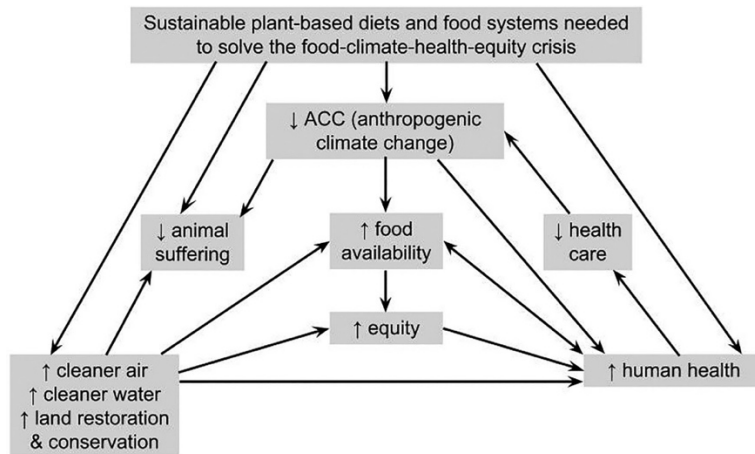 Sustainable plant-based diets and food systems needed
to solve the food-climate-health-equity crisis
↓ ACC (anthropogenic
climate change)
↓ animal
suffering
↑ food
availability
↓ health
care
↑ equity
↑ cleaner air
↑ cleaner water
↑ land restoration
& conservation
↑ human health